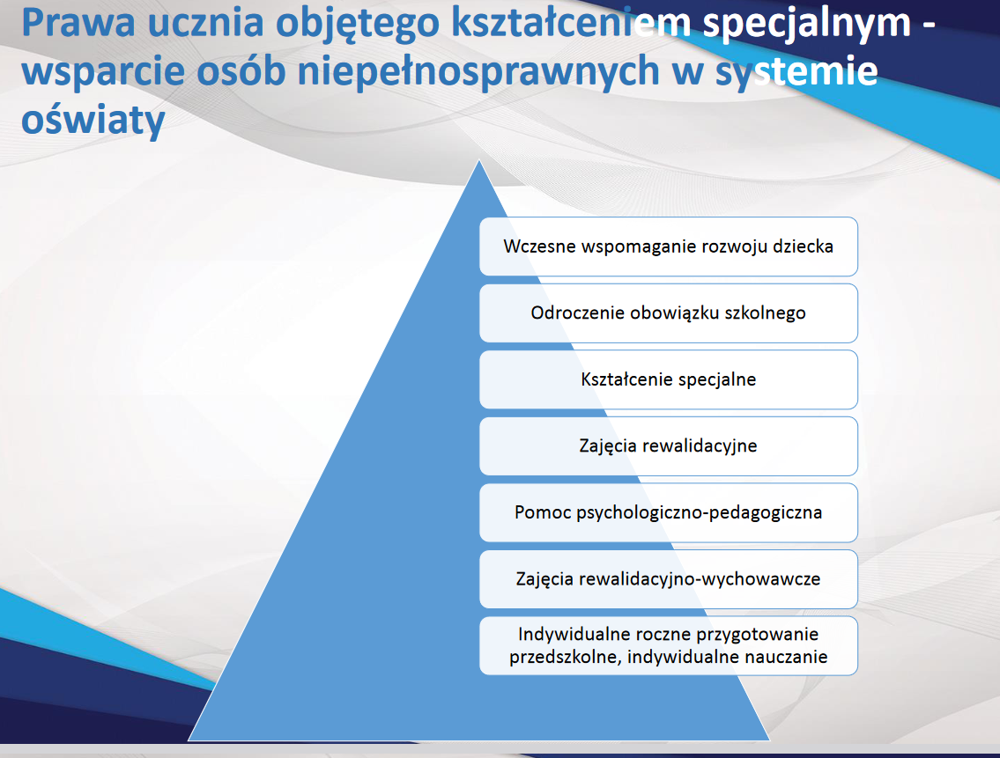 Prawa ucznia objętego kształceniem specjalnym -
wsparcie osób niepełnosprawnych w systemie
oświaty
Wczesne wspomaganie rozwoju dziecka
Odroczenie obowiązku szkolnego
Kształcenie specjalne
Zajęcia rewalidacyjne
Pomoc psychologiczno-pedagogiczna
Zajęcia rewalidacyjno-wychowawcze
Indywidualne roczne przygotowanie
przedszkolne, indywidualne nauczanie